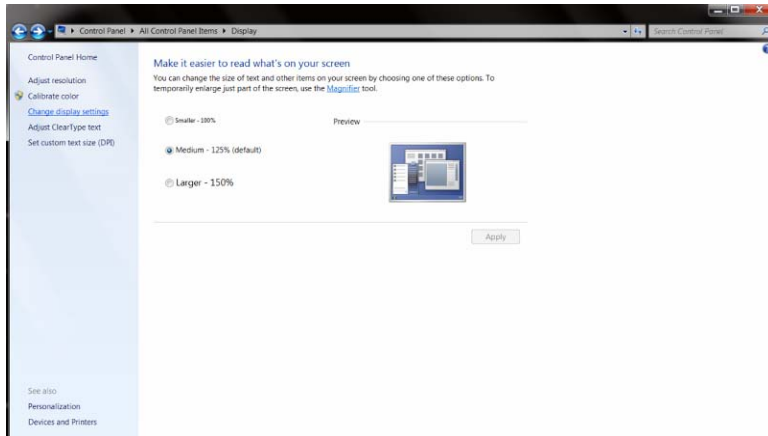 Control Panel ▸ All Control Panel Items ▸ Display
Search Control Panel
Control Panel Home
Adjust resolution
Calibrate color
Change display settings
Adjust ClearType text
Set custom text size (DPI)
Make it easier to read what's on your screen
You can change the size of text and other items on your screen by choosing one of these options. To
temporarily enlarge just part of the screen, use the Magnifier tool.
Smaller - 100%
Preview
Medium - 125% (default)
Larger - 150%
Apply
See also
Personalization
Devices and Printers